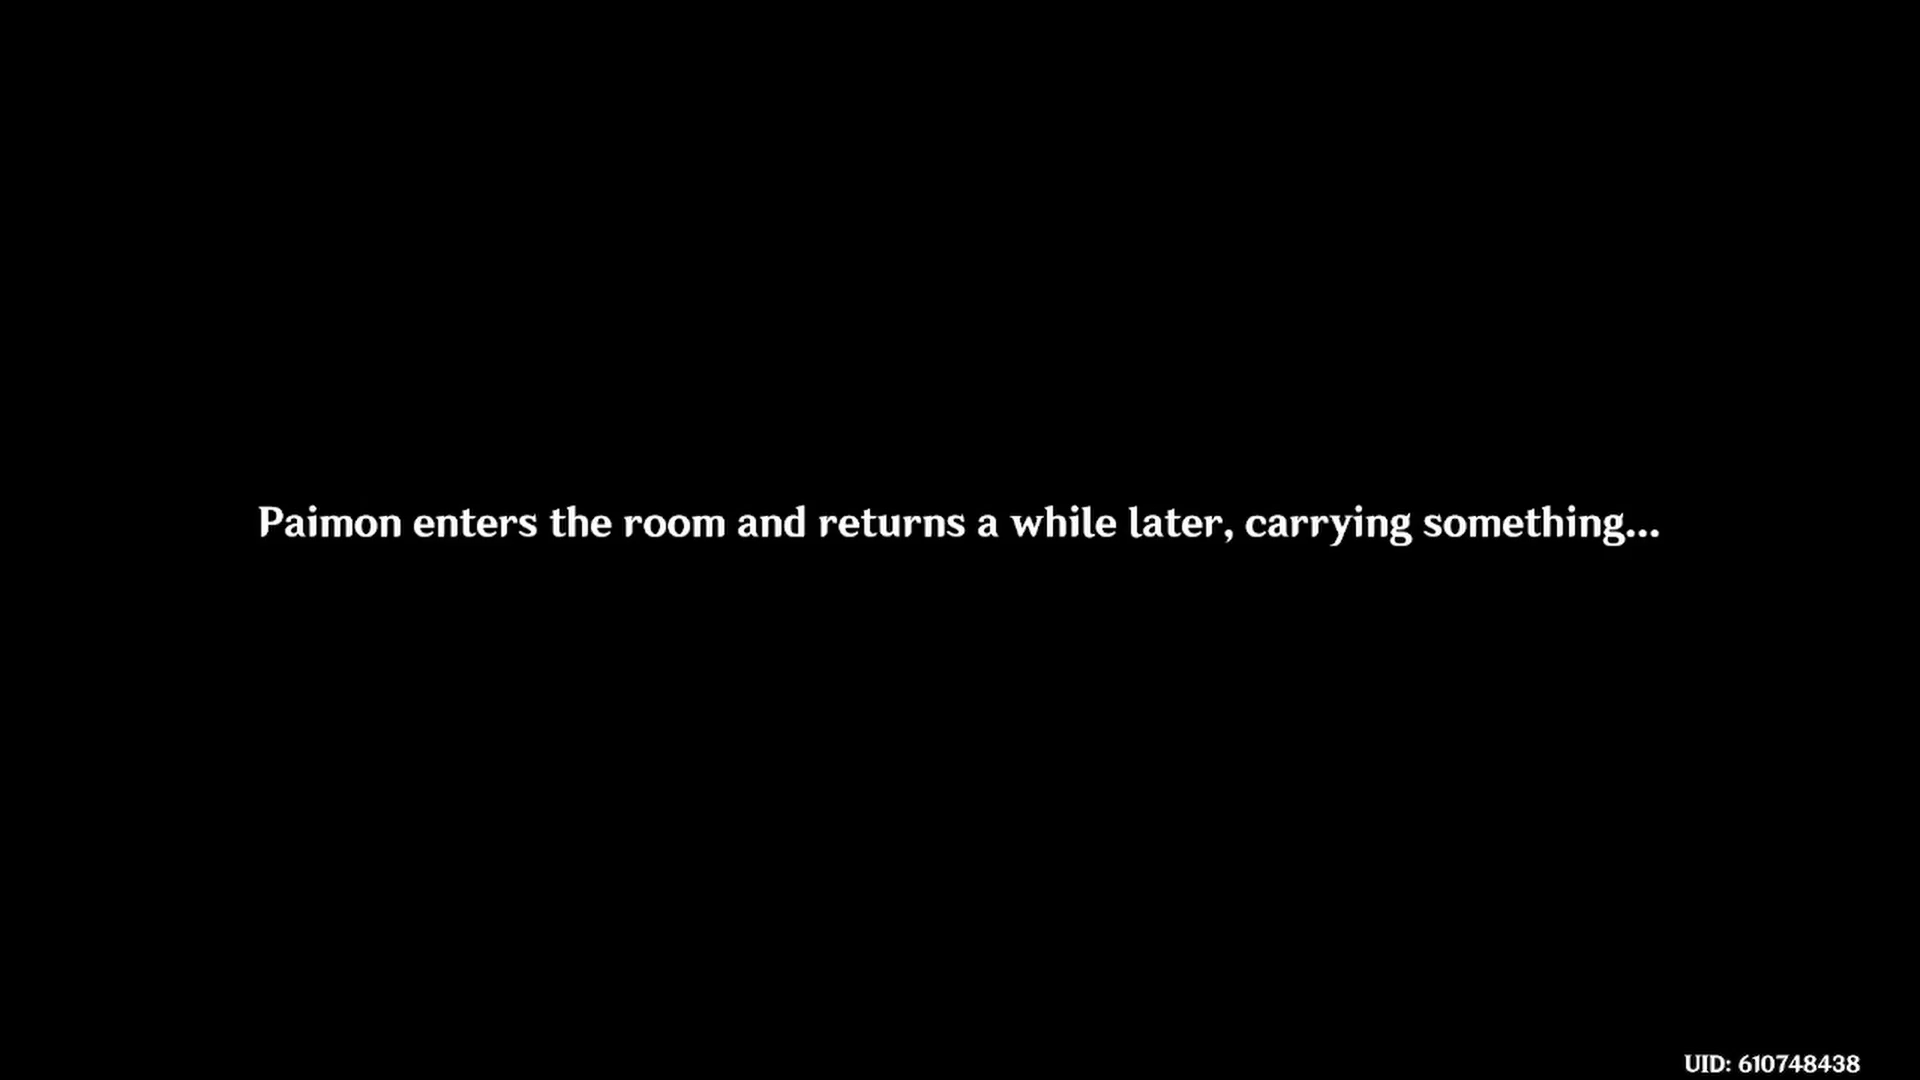 Paimon enters the room and returns a while later, carrying something...
UID: 610748438